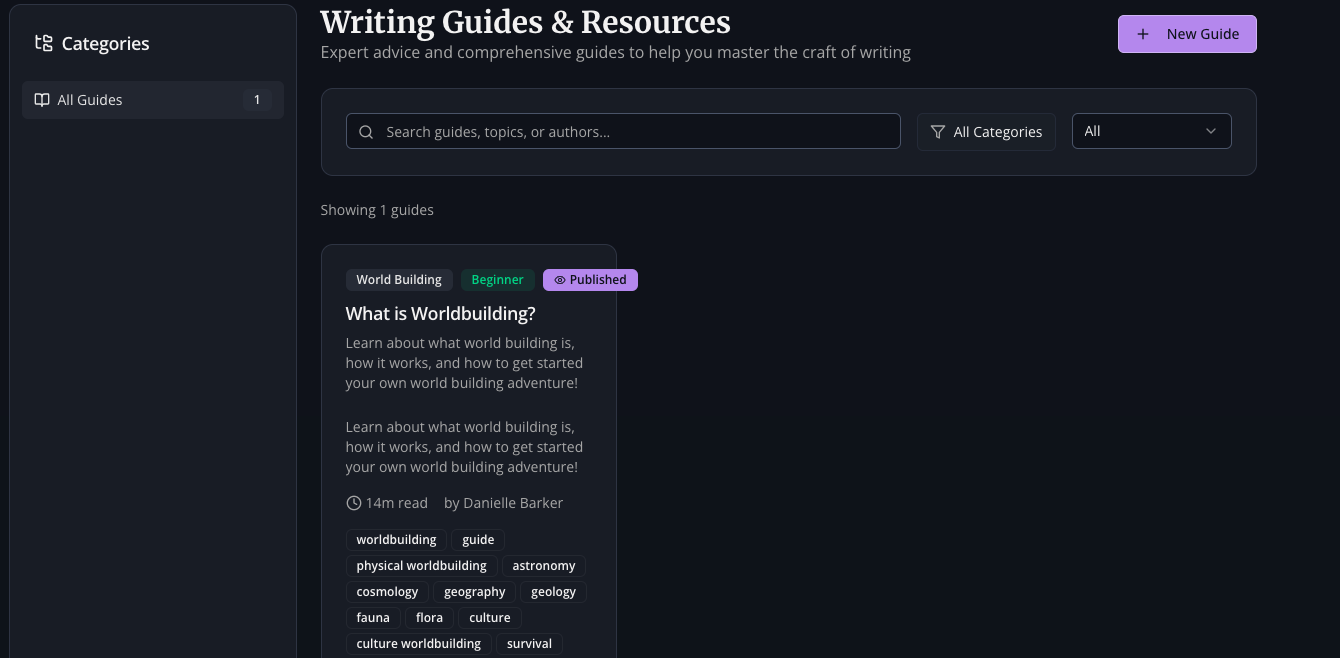 Categories
All Guides 1
Writing Guides & Resources
Expert advice and comprehensive guides to help you master the craft of writing
New Guide
Search guides, topics, or authors...
All Categories
All
Showing 1 guides
World Building Beginner Published
What is Worldbuilding?
Learn about what world building is,
how it works, and how to get started
your own world building adventure!
Learn about what world building is,
how it works, and how to get started
your own world building adventure!
14m read by Danielle Barker
worldbuilding guide
physical worldbuilding astronomy
cosmology geography geology
fauna flora culture
culture worldbuilding survival